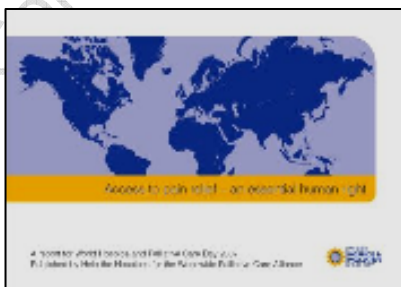 Access to pain relief – an essential human right
A report for World Hospice and Palliative Care Day 2007
Published by Help the Hospices for the Worldwide Palliative Care Alliance